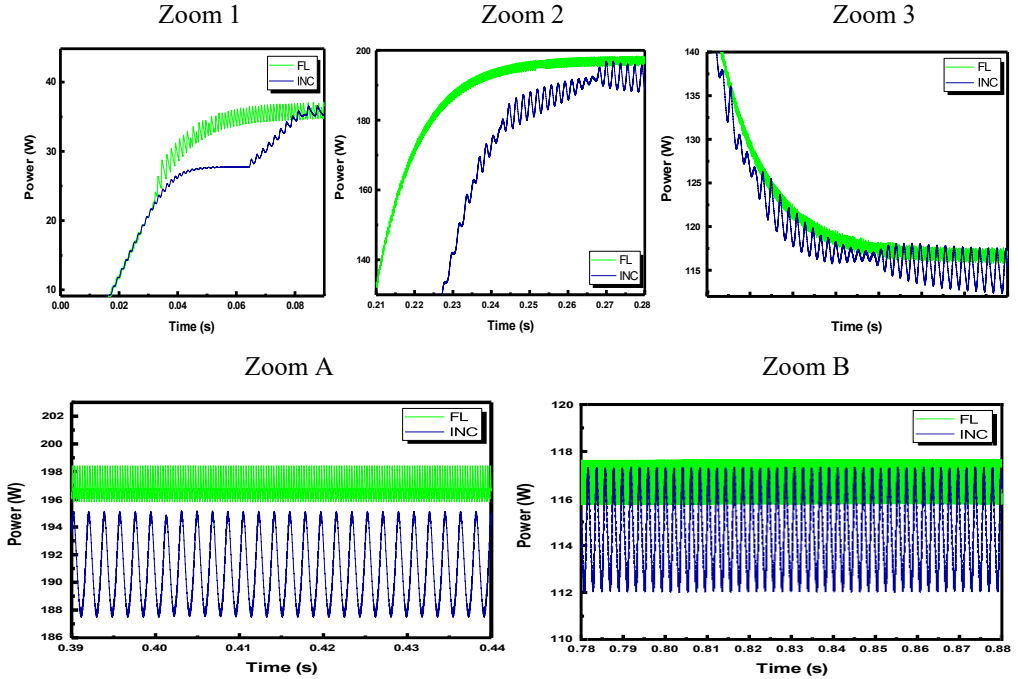 Zoom 1
Zoom 2
Zoom 3
Power (W)
40
30
20
10
0.00
0.02
0.04
0.06
0.08
Time (s)
FL
INC
Power (W)
200
180
160
140
0.21
0.22
0.23
0.24
0.25
0.26
0.27
0.28
Time (s)
FL
INC
Power (W)
140
135
130
125
120
115
Time (s)
FL
INC
Zoom A
Zoom B
Power (W)
202
200
198
196
194
192
190
188
186
0.39
0.40
0.41
0.42
0.43
0.44
Time (s)
FL
INC
Power (W)
120
118
116
114
112
110
0.78
0.79
0.80
0.81
0.82
0.83
0.84
0.85
0.86
0.87
0.88
Time (s)
FL
INC